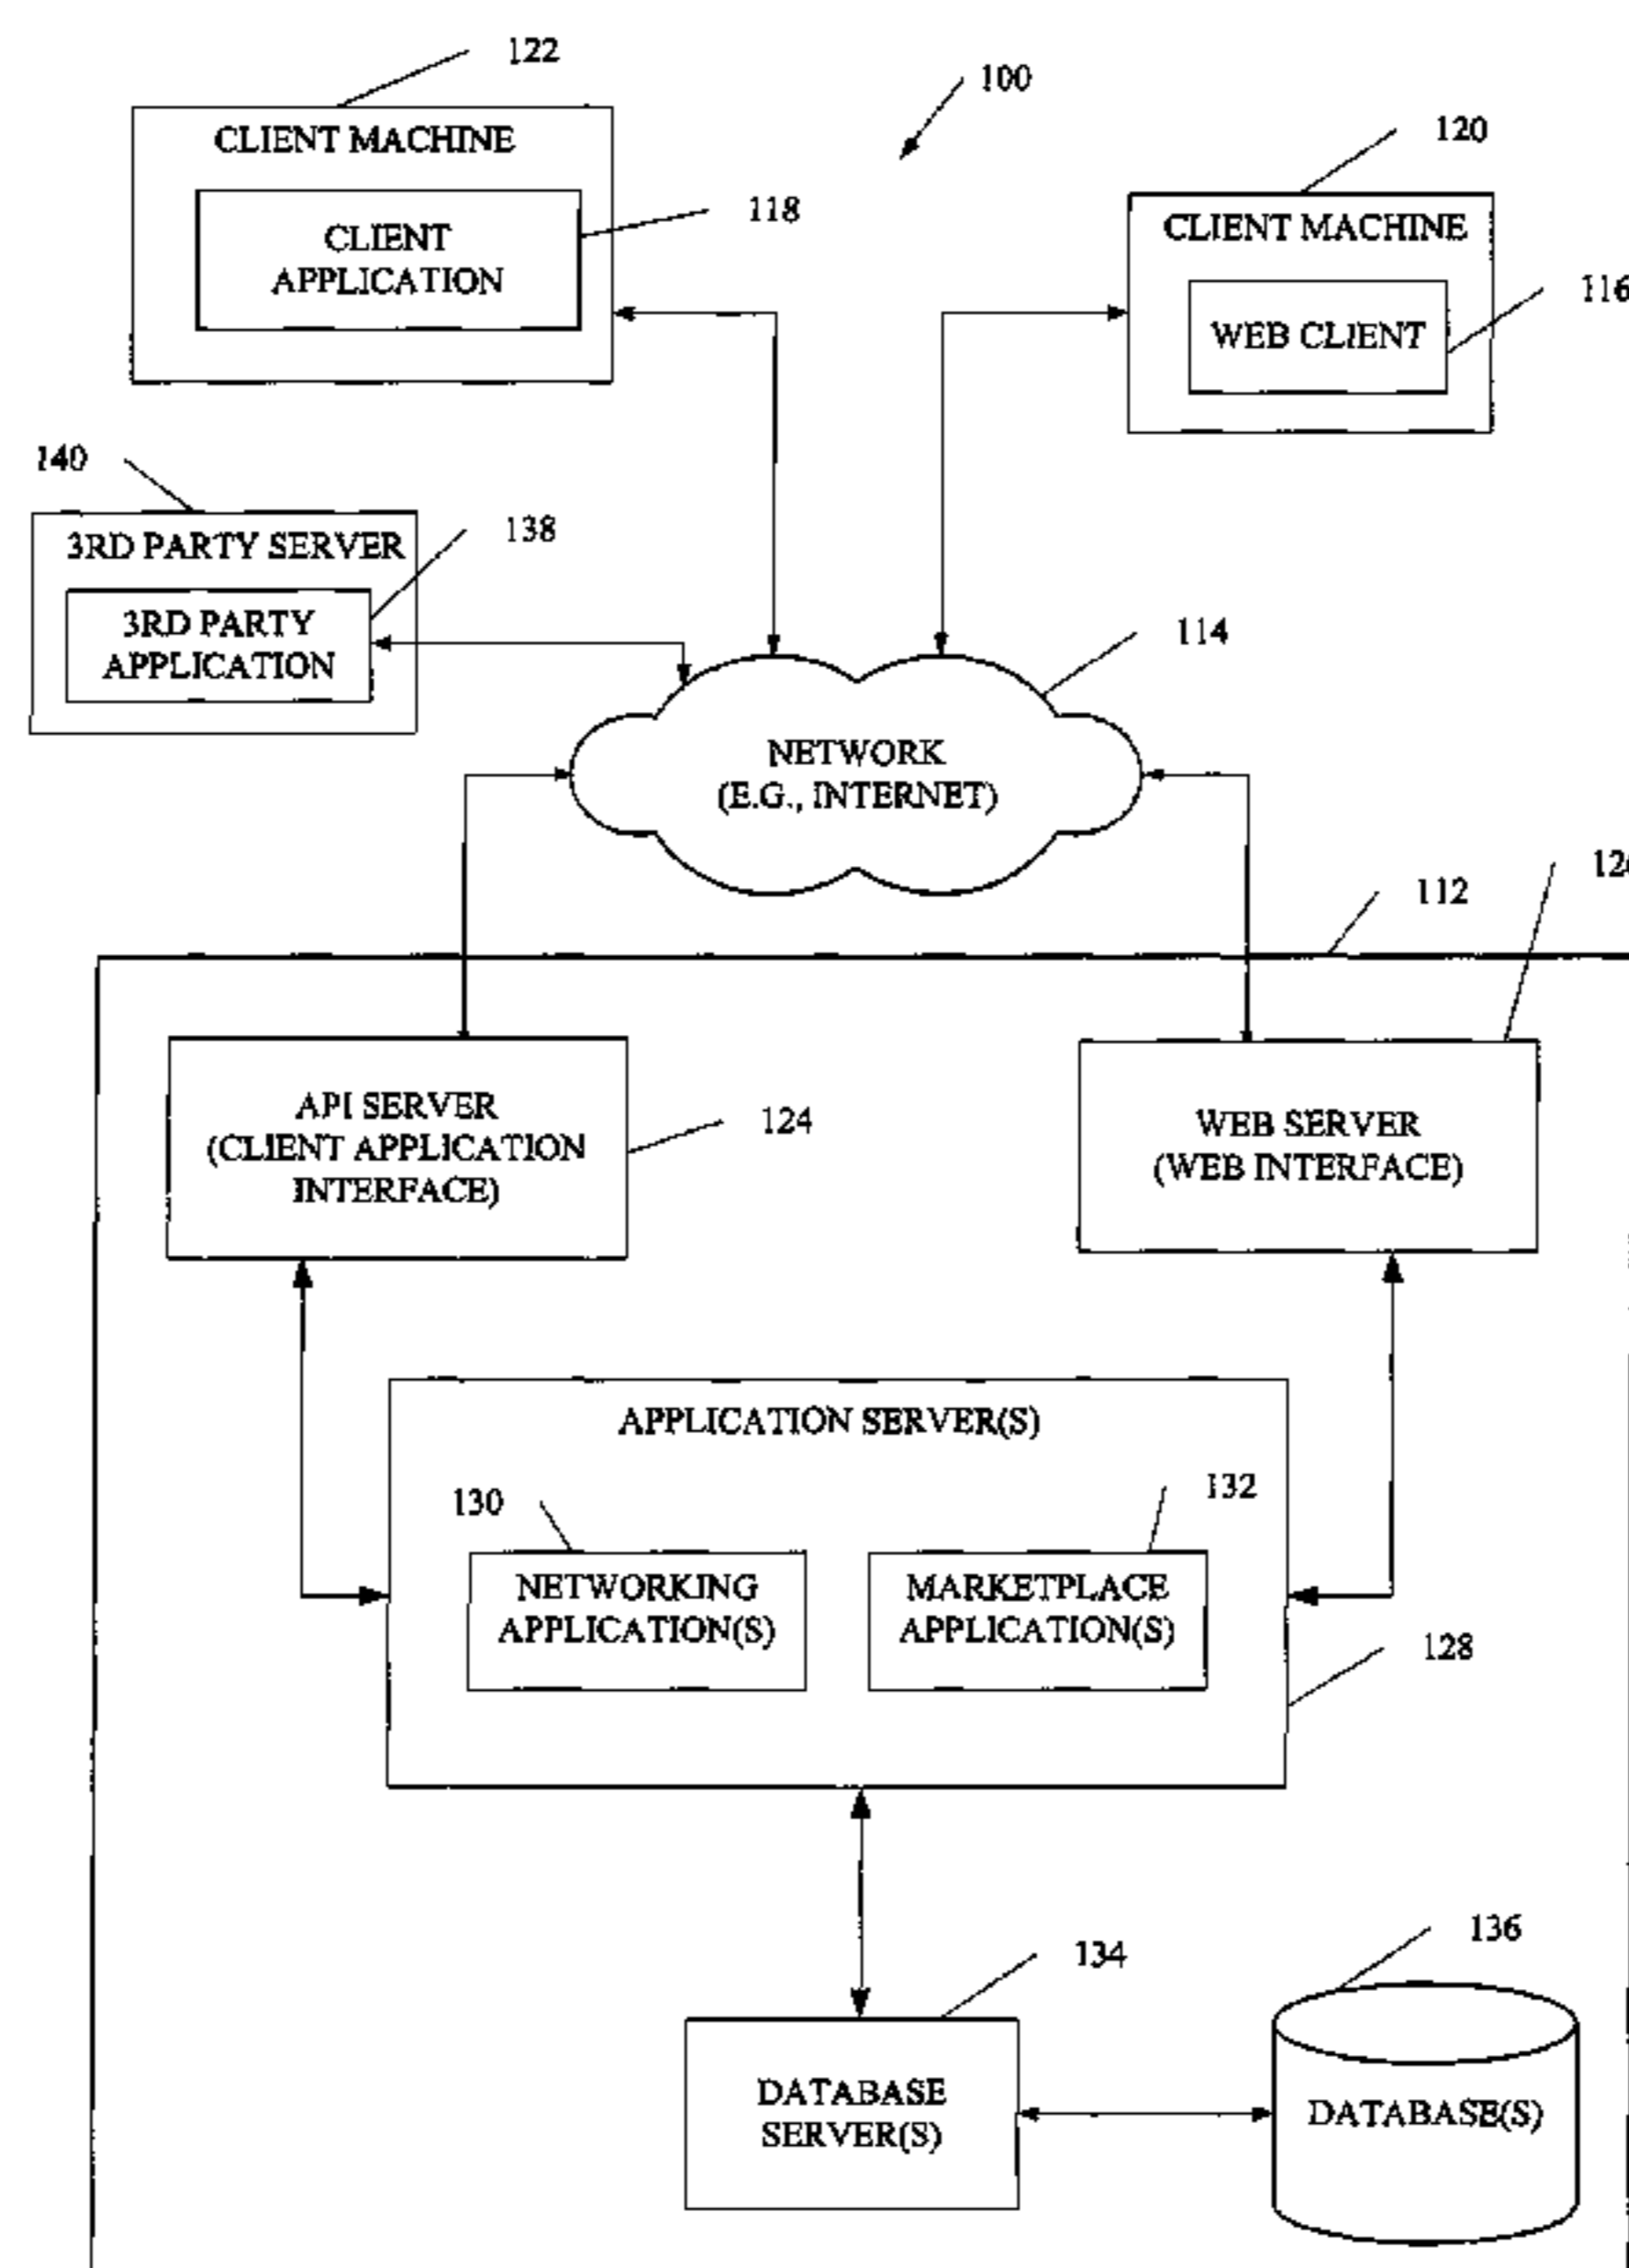 122
100
CLIENT MACHINE
120
118
CLIENT
APPLICATION
CLIENT MACHINE
116
WEB CLIENT
140
3RD PARTY SERVER
138
3RD PARTY
APPLICATION
114
NETWORK
(E.G., INTERNET)
112
API SERVER
(CLIENT APPLICATION
INTERFACE)
124
WEB SERVER
(WEB INTERFACE)
APPLICATION SERVER(S)
130
132
NETWORKING
APPLICATION(S)
MARKETPLACE
APPLICATION(S)
128
136
134
DATABASE
SERVER(S)
DATABASE(S)